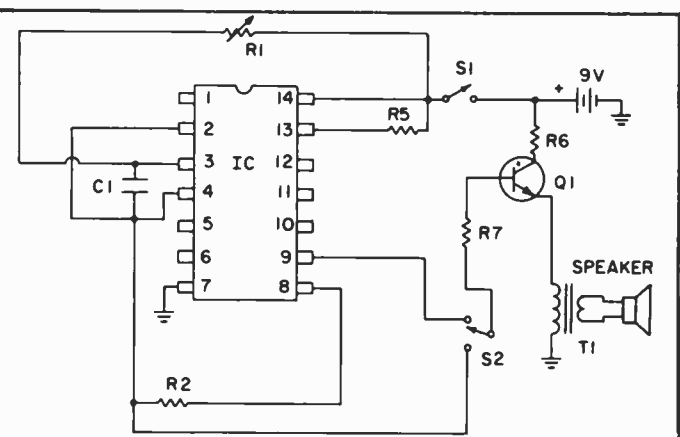 R1
S1
9V
+
1 14
R5
R6
2 13
3 IC 12
Q1
C1
4 11
5 10
R7
6 9
SPEAKER
7 8
S2
T1
R2